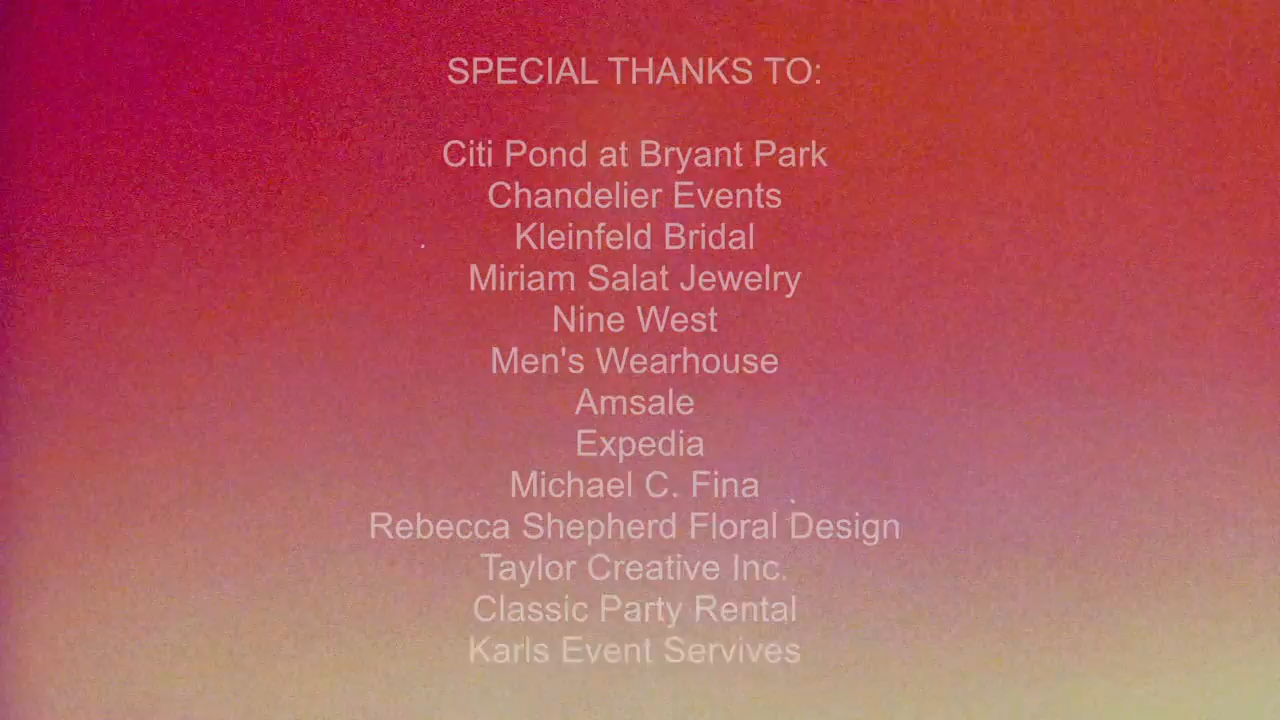 SPECIAL THANKS TO:
Citi Pond at Bryant Park
Chandelier Events
Kleinfeld Bridal
Miriam Salat Jewelry
Nine West
Men's Wearhouse
Amsale
Expedia
Michael C. Fina
Rebecca Shepherd Floral Design
Taylor Creative Inc.
Classic Party Rental
Karls Event Servives